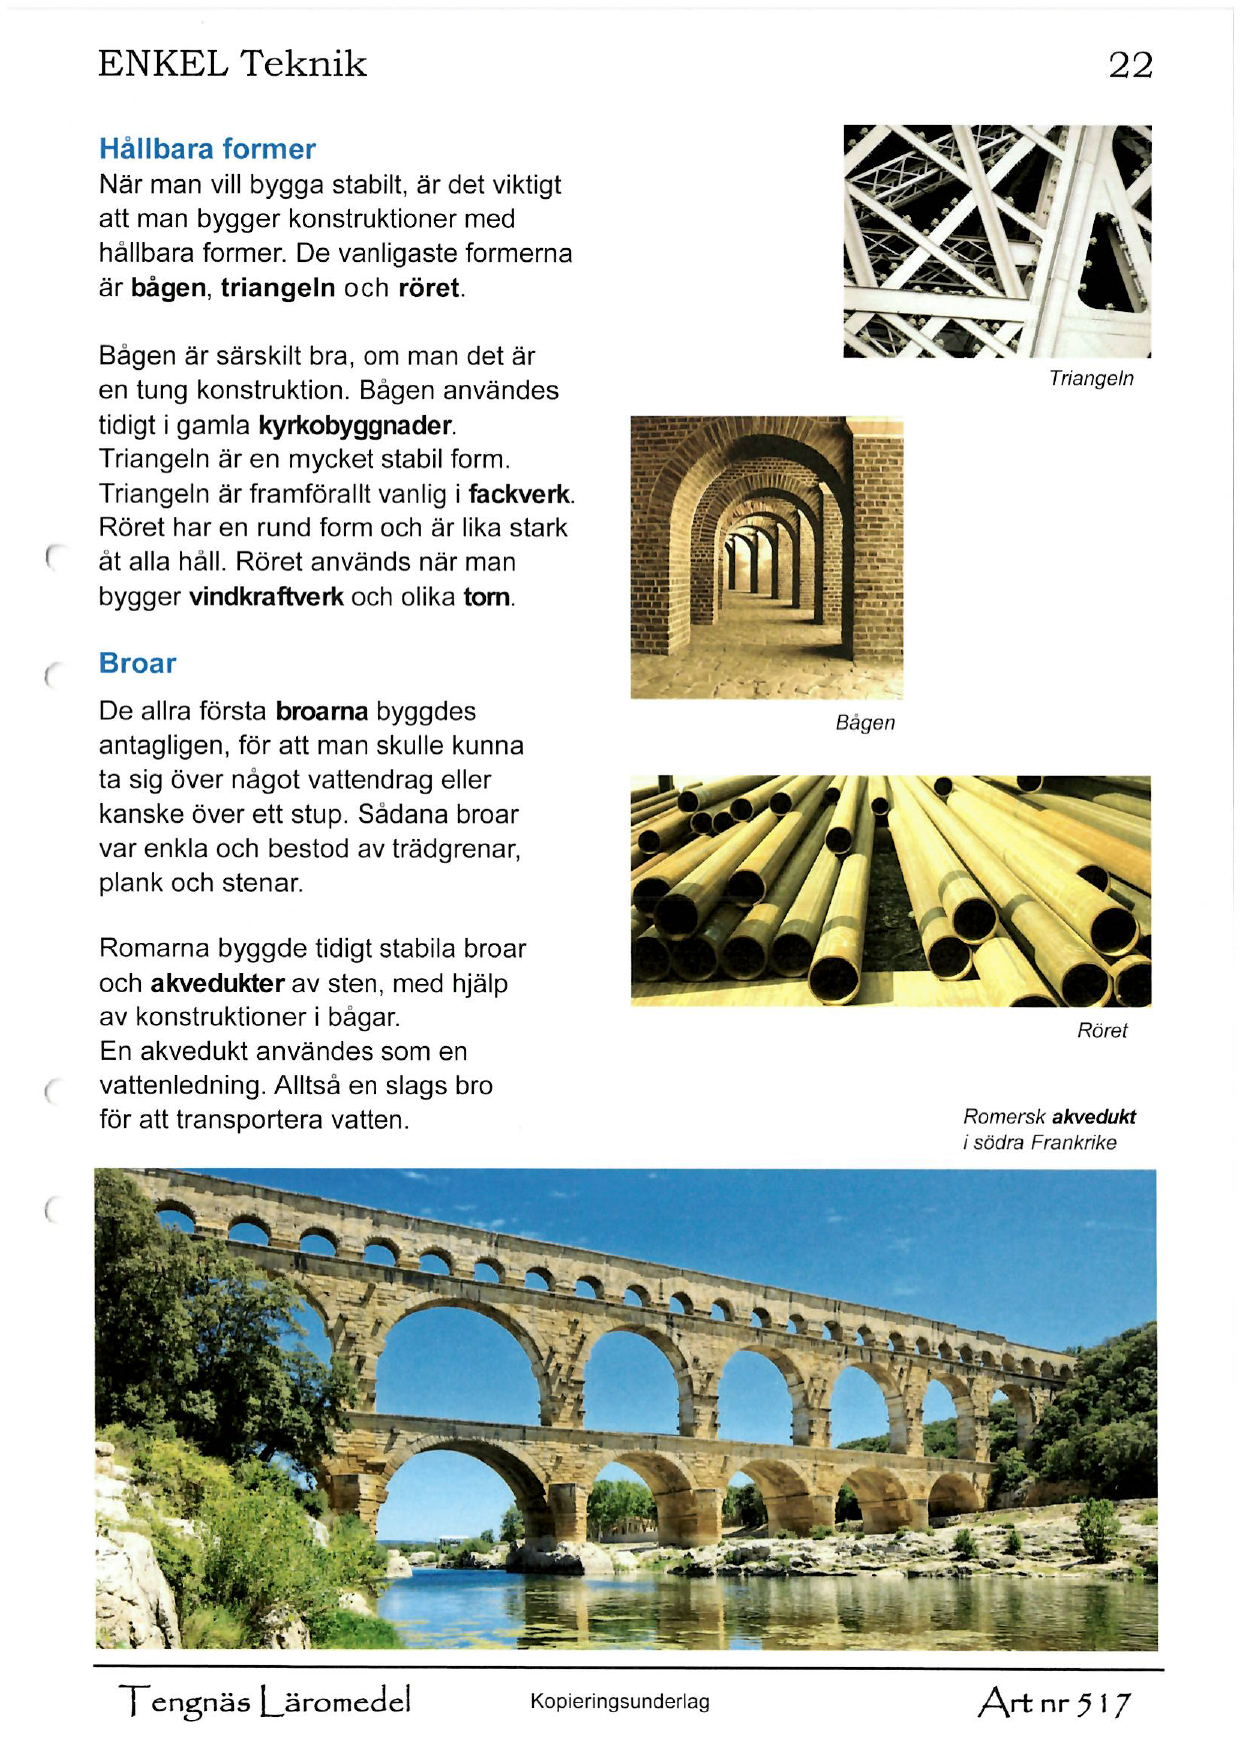 ENKEL Teknik
22
Hållbara former
När man vill bygga stabilt, är det viktigt
att man bygger konstruktioner med
hållbara former. De vanligaste formerna
är bågen, triangeln och röret.
Bågen är särskilt bra, om man det är
en tung konstruktion. Bågen användes
tidigt i gamla kyrkobyggnader.
Triangeln är en mycket stabil form.
Triangeln är framförallt vanlig i fackverk.
Röret har en rund form och är lika stark
åt alla håll. Röret används när man
bygger vindkraftverk och olika torn.
Triangeln
Bågen
Röret
Broar
De allra första broarna byggdes
antagligen, för att man skulle kunna
ta sig över något vattendrag eller
kanske över ett stup. Sådana broar
var enkla och bestod av trädgrenar,
plank och stenar.
Romarna byggde tidigt stabila broar
och akvedukter av sten, med hjälp
av konstruktioner i bågar.
En akvedukt användes som en
vattenledning. Alltså en slags bro
för att transportera vatten.
Romersk akvedukt
i södra Frankrike
Tengnäs Läromedel
Kopieringsunderlag
Art nr 517